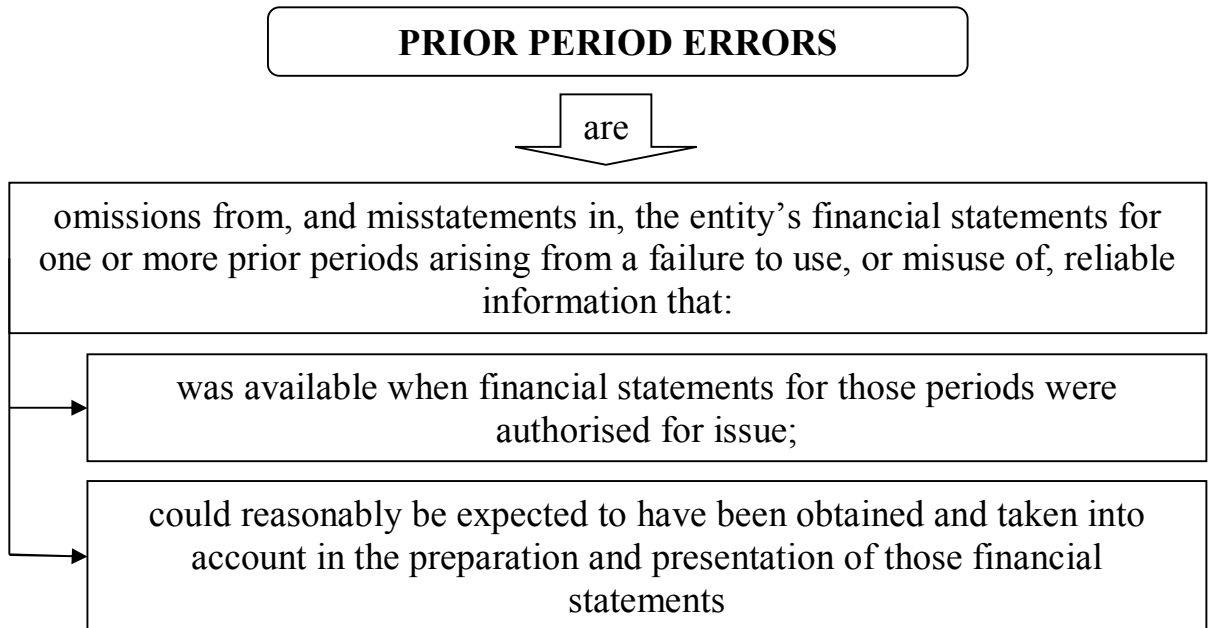 PRIOR PERIOD ERRORS
are
omissions from, and misstatements in, the entity’s financial statements for
one or more prior periods arising from a failure to use, or misuse of, reliable
information that:
was available when financial statements for those periods were
authorised for issue;
could reasonably be expected to have been obtained and taken into
account in the preparation and presentation of those financial
statements